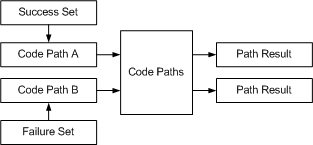 Success Set
Code Path A
Code Path B
Failure Set
Code Paths
Path Result
Path Result